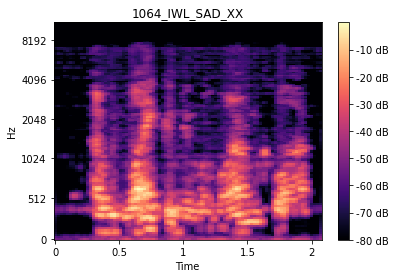 1064_IWL_SAD_XX
8192
4096
2048
1024
512
0
Hz
0
0.5
1
1.5
2
Time
-10 dB
-20 dB
-30 dB
-40 dB
-50 dB
-60 dB
-70 dB
-80 dB